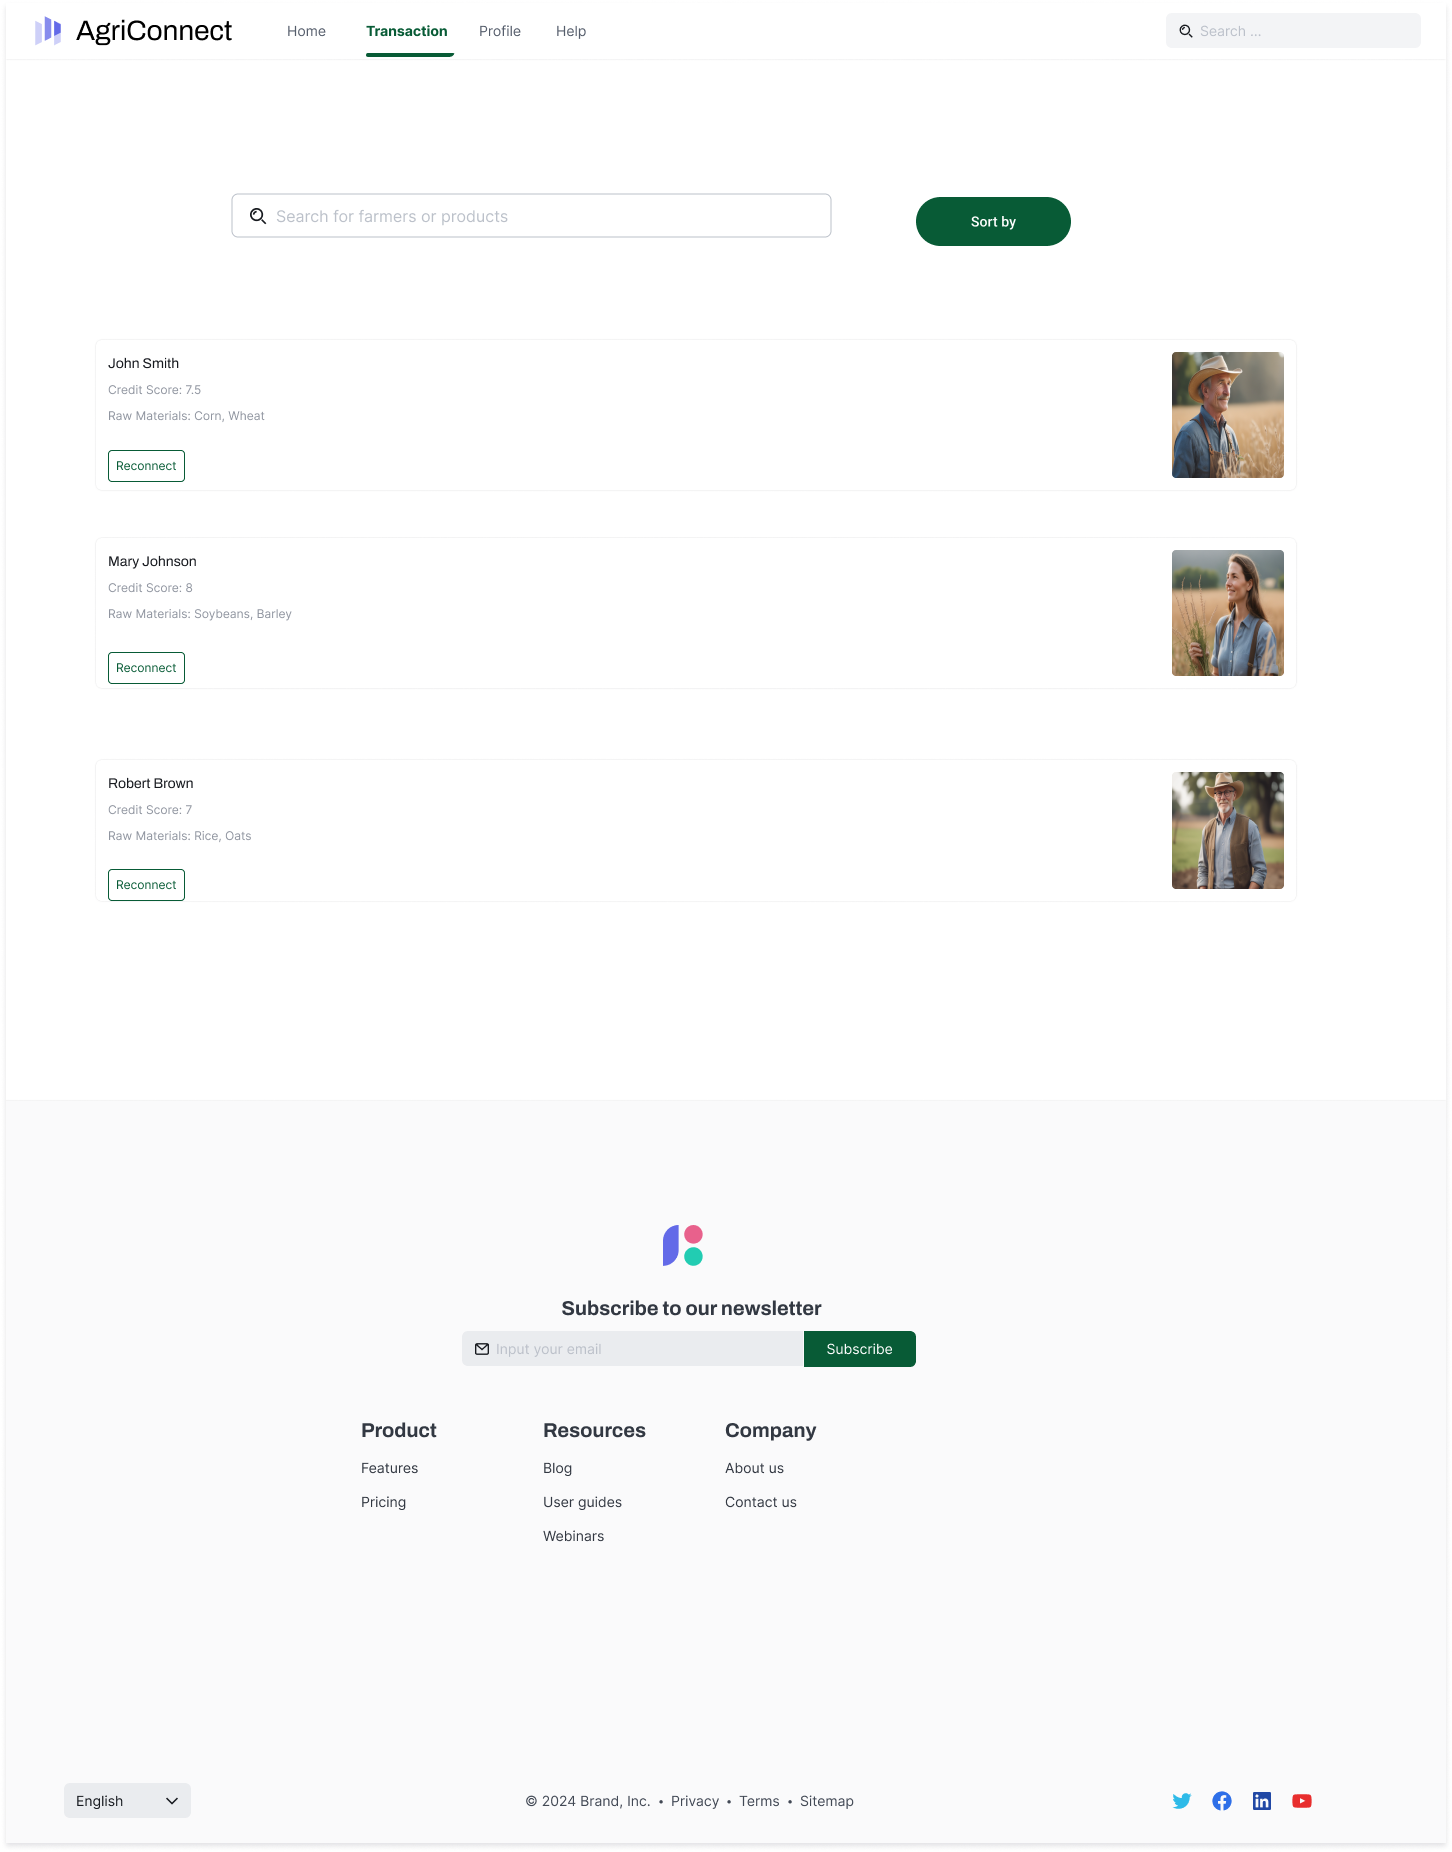 AgriConnect
Home Transaction Profile Help
Search ...
Search for farmers or products
Sort by
John Smith
Credit Score: 7.5
Raw Materials: Corn, Wheat
Reconnect
Mary Johnson
Credit Score: 8
Raw Materials: Soybeans, Barley
Reconnect
Robert Brown
Credit Score: 7
Raw Materials: Rice, Oats
Reconnect
Subscribe to our newsletter
Input your email
Subscribe
Product
Features
Pricing
Resources
Blog
User guides
Webinars
Company
About us
Contact us
English
© 2024 Brand, Inc. • Privacy • Terms • Sitemap